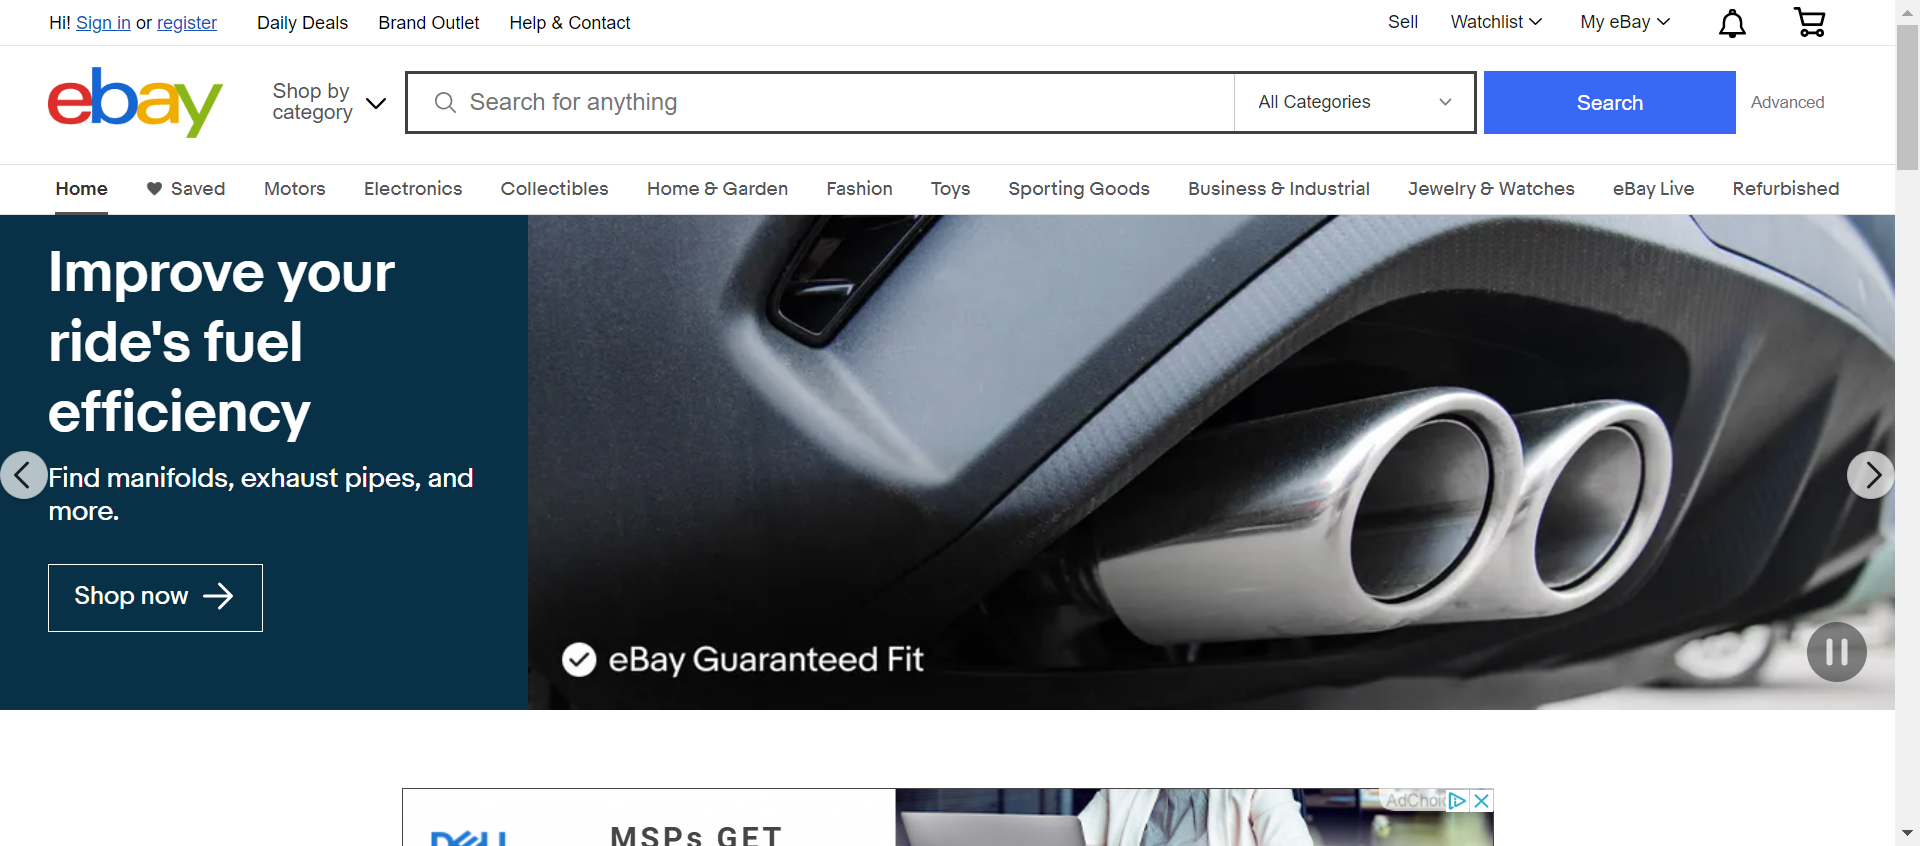 Hi! Sign in or register Daily Deals Brand Outlet Help & Contact Sell Watchlist My eBay
ebay
Shop by
category
Search for anything
All Categories
Search
Advanced
Home Saved Motors Electronics Collectibles Home & Garden Fashion Toys Sporting Goods Business & Industrial Jewelry & Watches eBay Live Refurbished
Improve your
ride's fuel
efficiency
Find manifolds, exhaust pipes, and
more.
Shop now
eBay Guaranteed Fit
DELL
MSPs GET